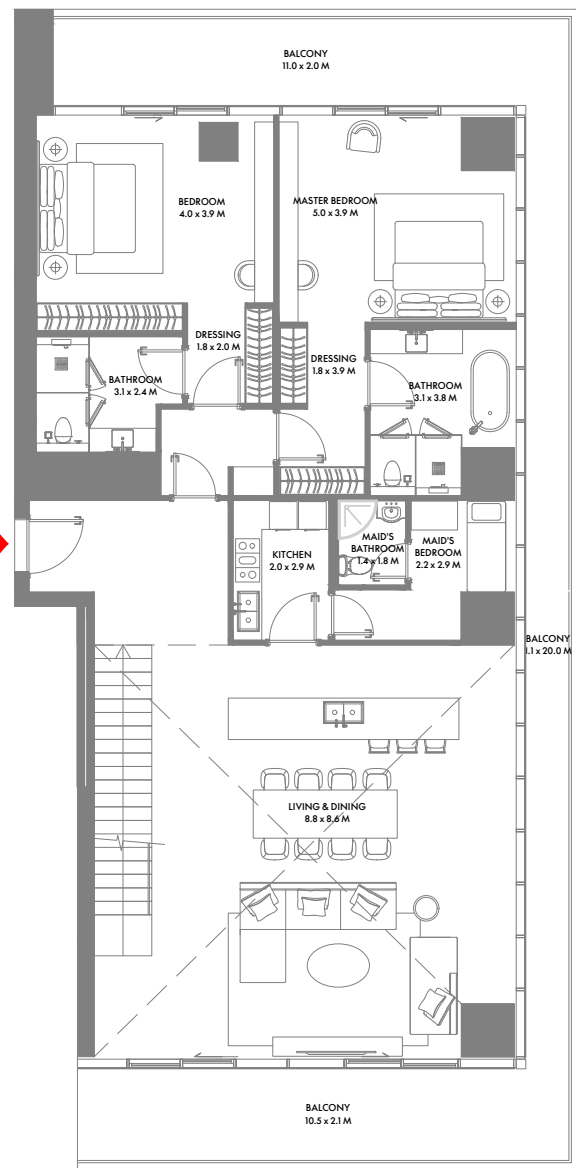 BALCONY
11.0 x 2.0 M
BEDROOM
4.0 x 3.9 M
MASTER BEDROOM
5.0 x 3.9 M
DRESSING
1.8 x 2.0 M
DRESSING
1.8 x 3.9 M
BATHROOM
3.1 x 2.4 M
BATHROOM
3.1 x 3.8 M
KITCHEN
2.0 x 2.9 M
MAID'S
BATHROOM
1.4 x 1.8 M
MAID'S
BEDROOM
2.2 x 2.9 M
BALCONY
1.1 x 20.0 M
LIVING & DINING
8.8 x 8.6 M
BALCONY
10.5 x 2.1 M